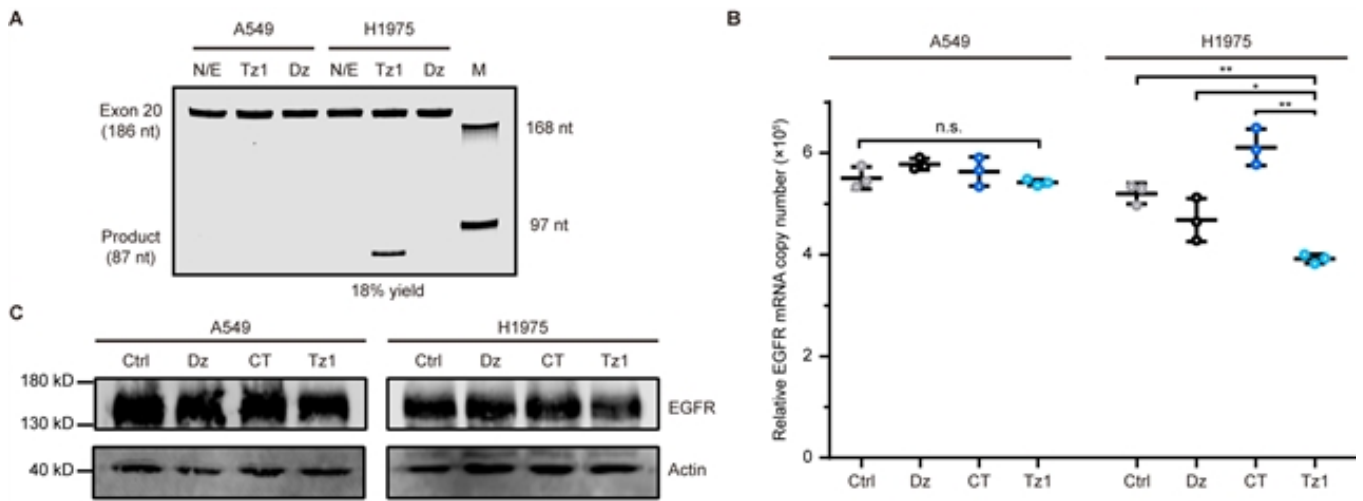 A
A549 H1975
N/E Tz1 Dz N/E Tz1 Dz M
Exon 20
(186 nt)
168 nt
97 nt
Product
(87 nt)
18% yield
B
A549 H1975
Relative EGFR mRNA copy number (×10⁵)
8
6
4
2
0
n.s.
**
*
**
Ctrl Dz CT Tz1 Ctrl Dz CT Tz1
C
A549 H1975
Ctrl Dz CT Tz1 Ctrl Dz CT Tz1
180 kD
130 kD
EGFR
40 kD
Actin